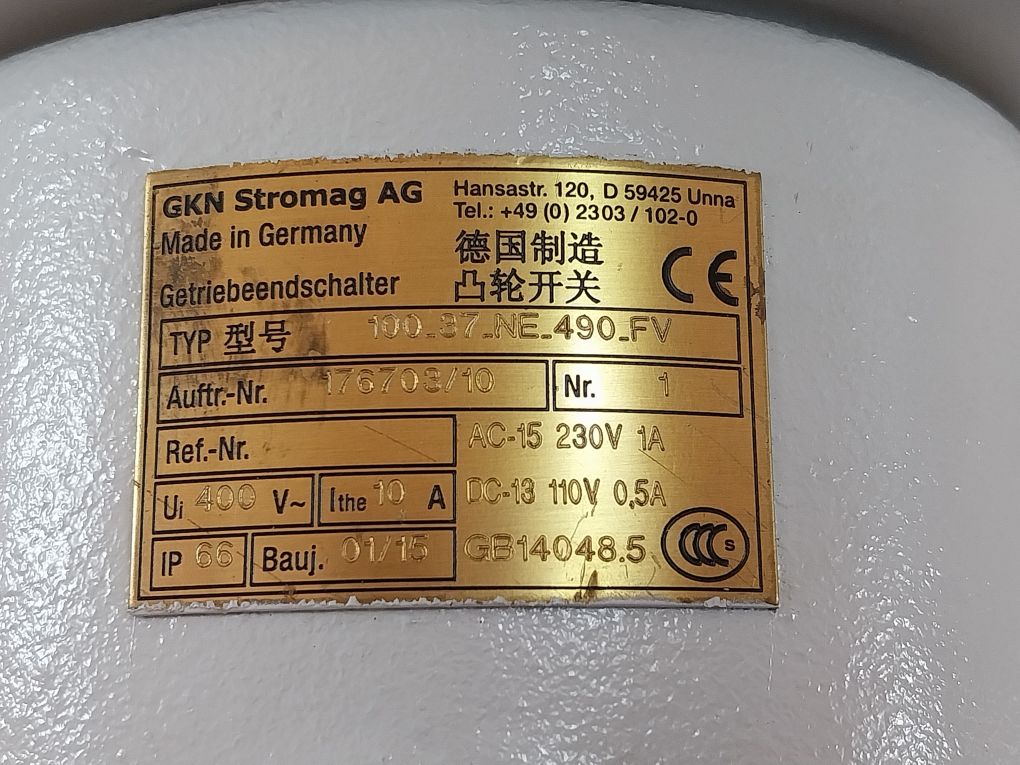 GKN Stromag AG
Hansastr. 120, D 59425 Unna
Tel.: +49 (0) 2303 / 102-0
Made in Germany
德国制造
Getriebeendschalter
凸轮开关
CE
TYP 型号 100_37_NE_490_FV
Auftr.-Nr. 176703/10 Nr. 1
Ref.-Nr.
AC-15 230V 1A
Ui 400 V~ Ithe 10 A
DC-13 110V 0,5A
IP 66 Bauj. 01/15
GB14048.5
CCC S